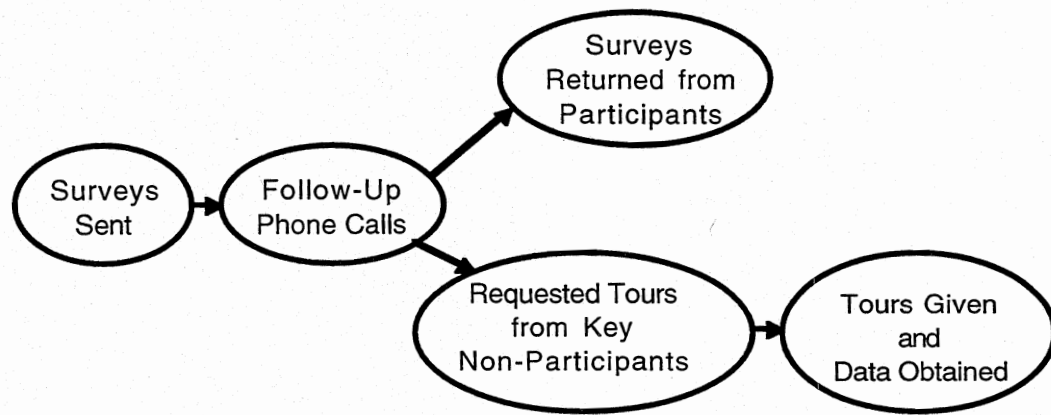 Surveys
Sent
Follow-Up
Phone Calls
Surveys
Returned from
Participants
Requested Tours
from Key
Non-Participants
Tours Given
and
Data Obtained